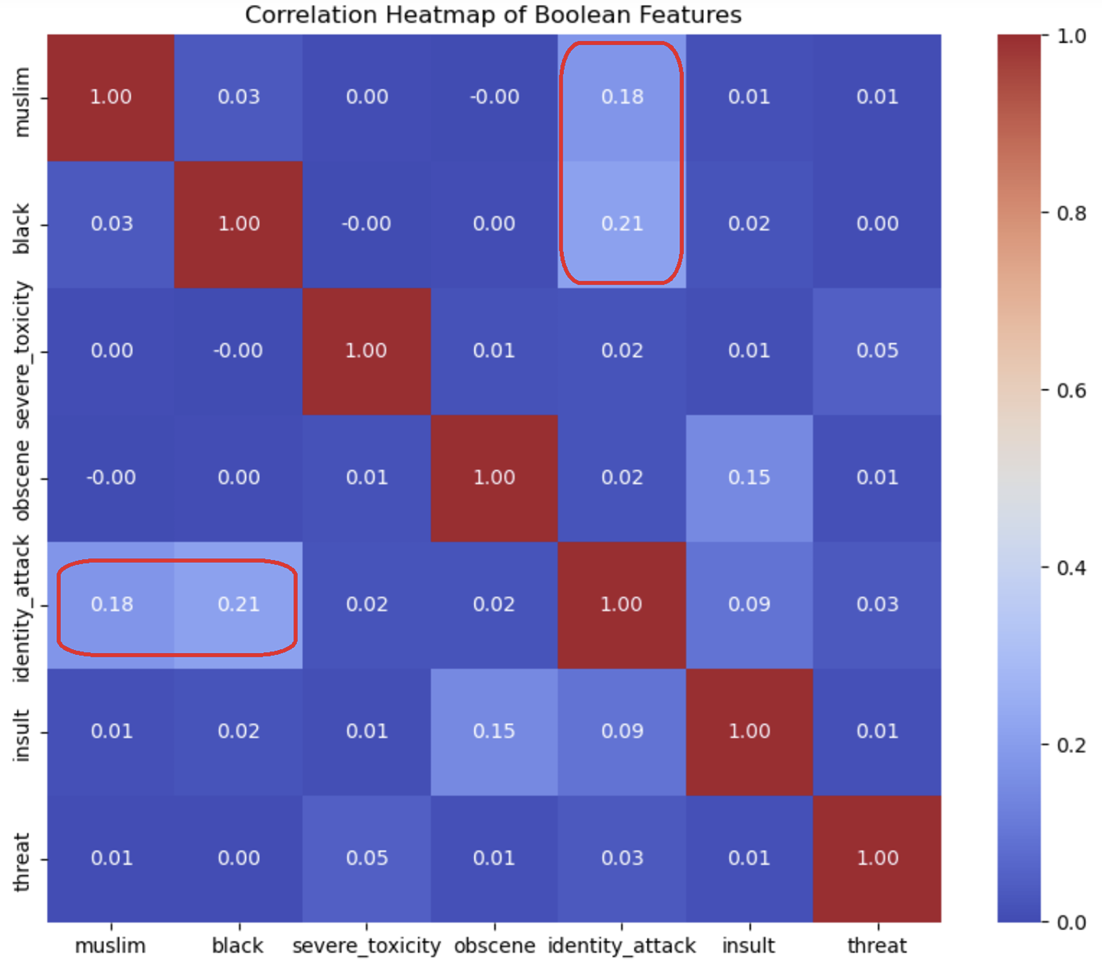 Correlation Heatmap of Boolean Features
muslim 1.00 0.03 0.00 -0.00 0.18 0.01 0.01
black 0.03 1.00 -0.00 0.00 0.21 0.02 0.00
severe_toxicity 0.00 -0.00 1.00 0.01 0.02 0.01 0.05
obscene -0.00 0.00 0.01 1.00 0.02 0.15 0.01
identity_attack 0.18 0.21 0.02 0.02 1.00 0.09 0.03
insult 0.01 0.02 0.01 0.15 0.09 1.00 0.01
threat 0.01 0.00 0.05 0.01 0.03 0.01 1.00
muslim black severe_toxicity obscene identity_attack insult threat
1.0
0.8
0.6
0.4
0.2
0.0